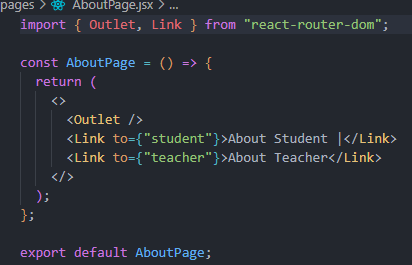 pages > AboutPage.jsx > ...
import { Outlet, Link } from "react-router-dom";
const AboutPage = () => {
return (
<>
<Outlet />
<Link to={"student"}>About Student |</Link>
<Link to={"teacher"}>About Teacher</Link>
</>
);
};
export default AboutPage;